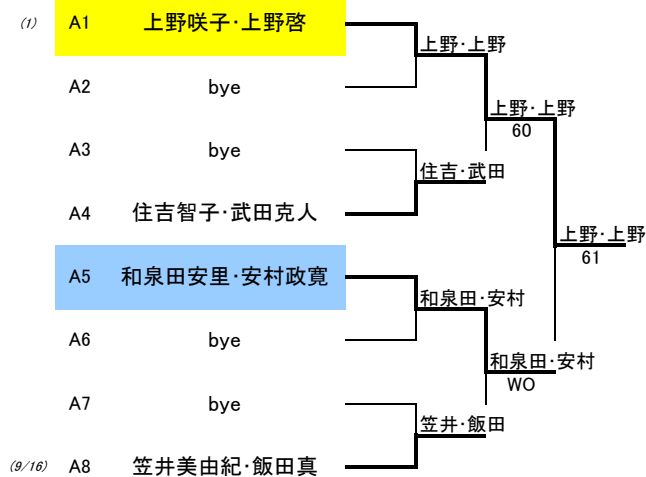 (1) A1 上野咲子・上野啓
上野・上野
A2 bye
上野・上野
60
A3 bye
住吉・武田
A4 住吉智子・武田克人
上野・上野
61
A5 和泉田安里・安村政寛
和泉田・安村
A6 bye
和泉田・安村
WO
A7 bye
笠井・飯田
(9/16) A8 笠井美由紀・飯田真